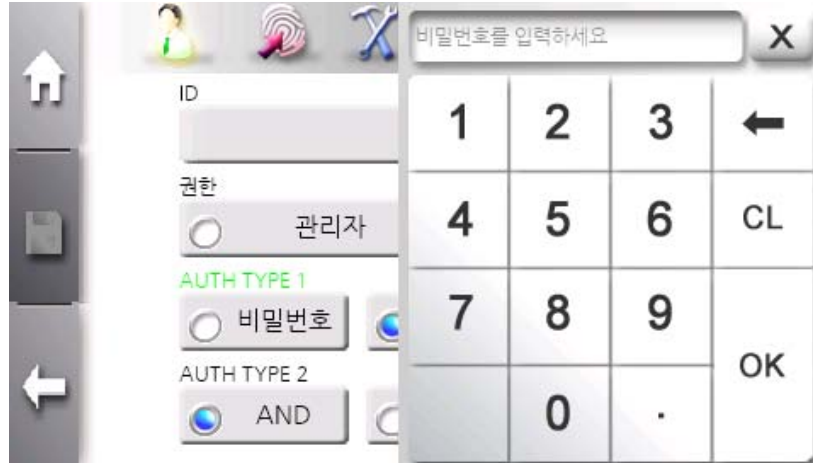 ID
권한
관리자
AUTH TYPE 1
비밀번호
AUTH TYPE 2
AND
비밀번호를 입력하세요
X
1 2 3
4 5 6 CL
7 8 9
0 . OK